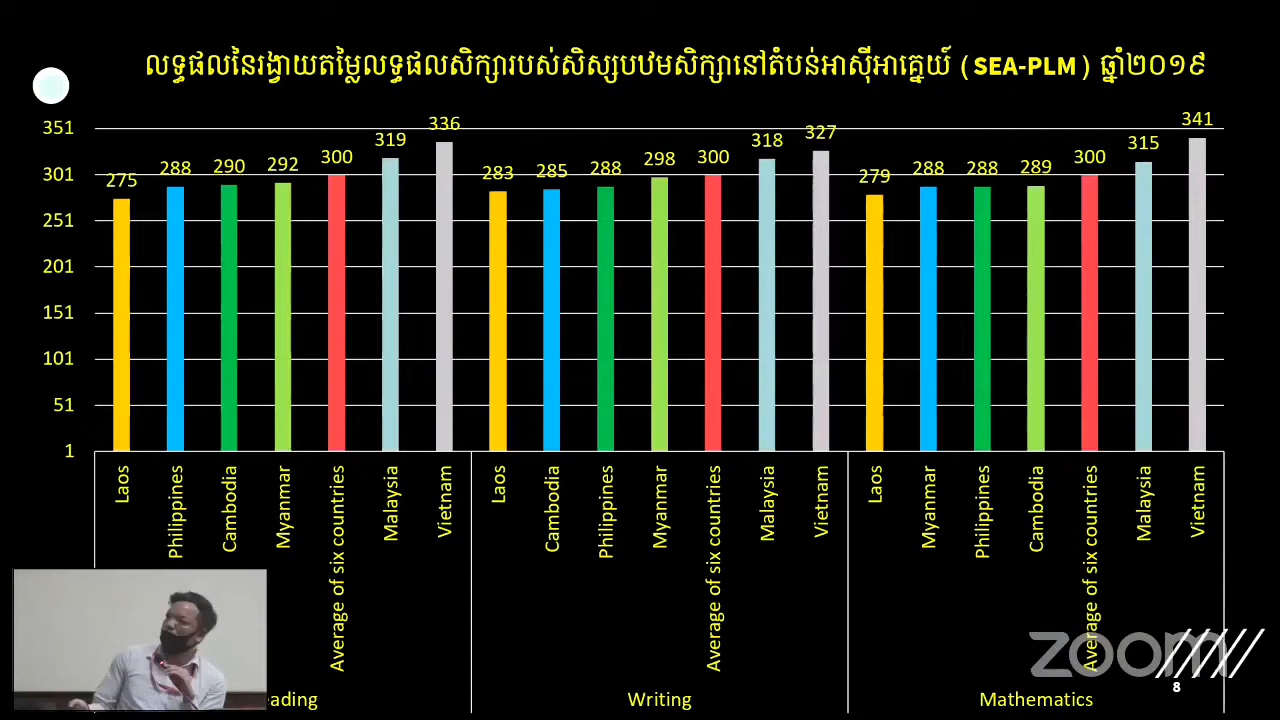 លទ្ធផលនៃរង្វាយតម្លៃលទ្ធផលសិក្សារបស់សិស្សបឋមសិក្សានៅតំបន់អាស៊ីអាគ្នេយ៍ ( SEA-PLM ) ឆ្នាំ២០១៩
351
301
251
201
151
101
51
1
275 288 290 292 300 319 336
283 285 288 298 300 318 327
279 288 288 289 300 315 341
Laos
Philippines
Cambodia
Myanmar
Average of six countries
Malaysia
Vietnam
Laos
Cambodia
Philippines
Myanmar
Average of six countries
Malaysia
Vietnam
Laos
Myanmar
Philippines
Cambodia
Average of six countries
Malaysia
Vietnam
eading
Writing
Mathematics
zoom
8